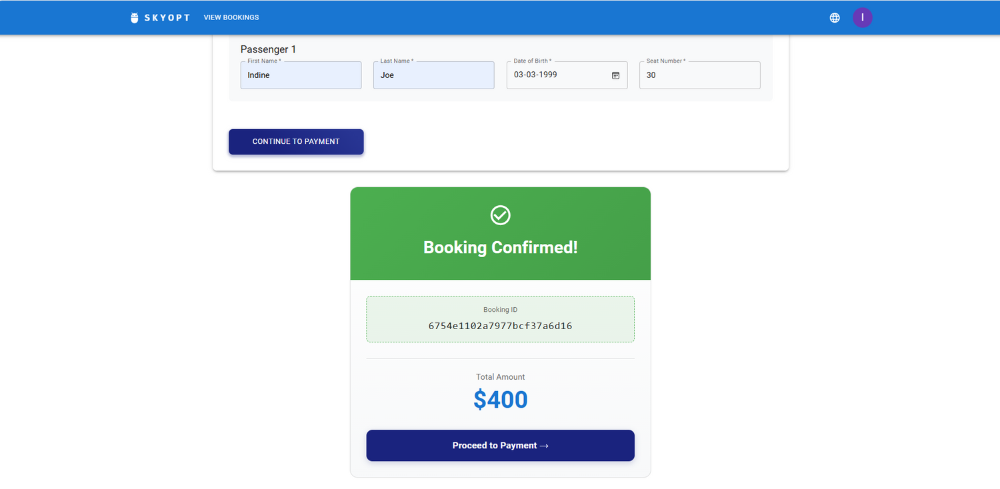 SKYOPT VIEW BOOKINGS I
Passenger 1
First Name * Last Name * Date of Birth * Seat Number *
Indine Joe 03-03-1999 30
CONTINUE TO PAYMENT
Booking Confirmed!
Booking ID
6754e1102a7977bcf37a6d16
Total Amount
$400
Proceed to Payment →